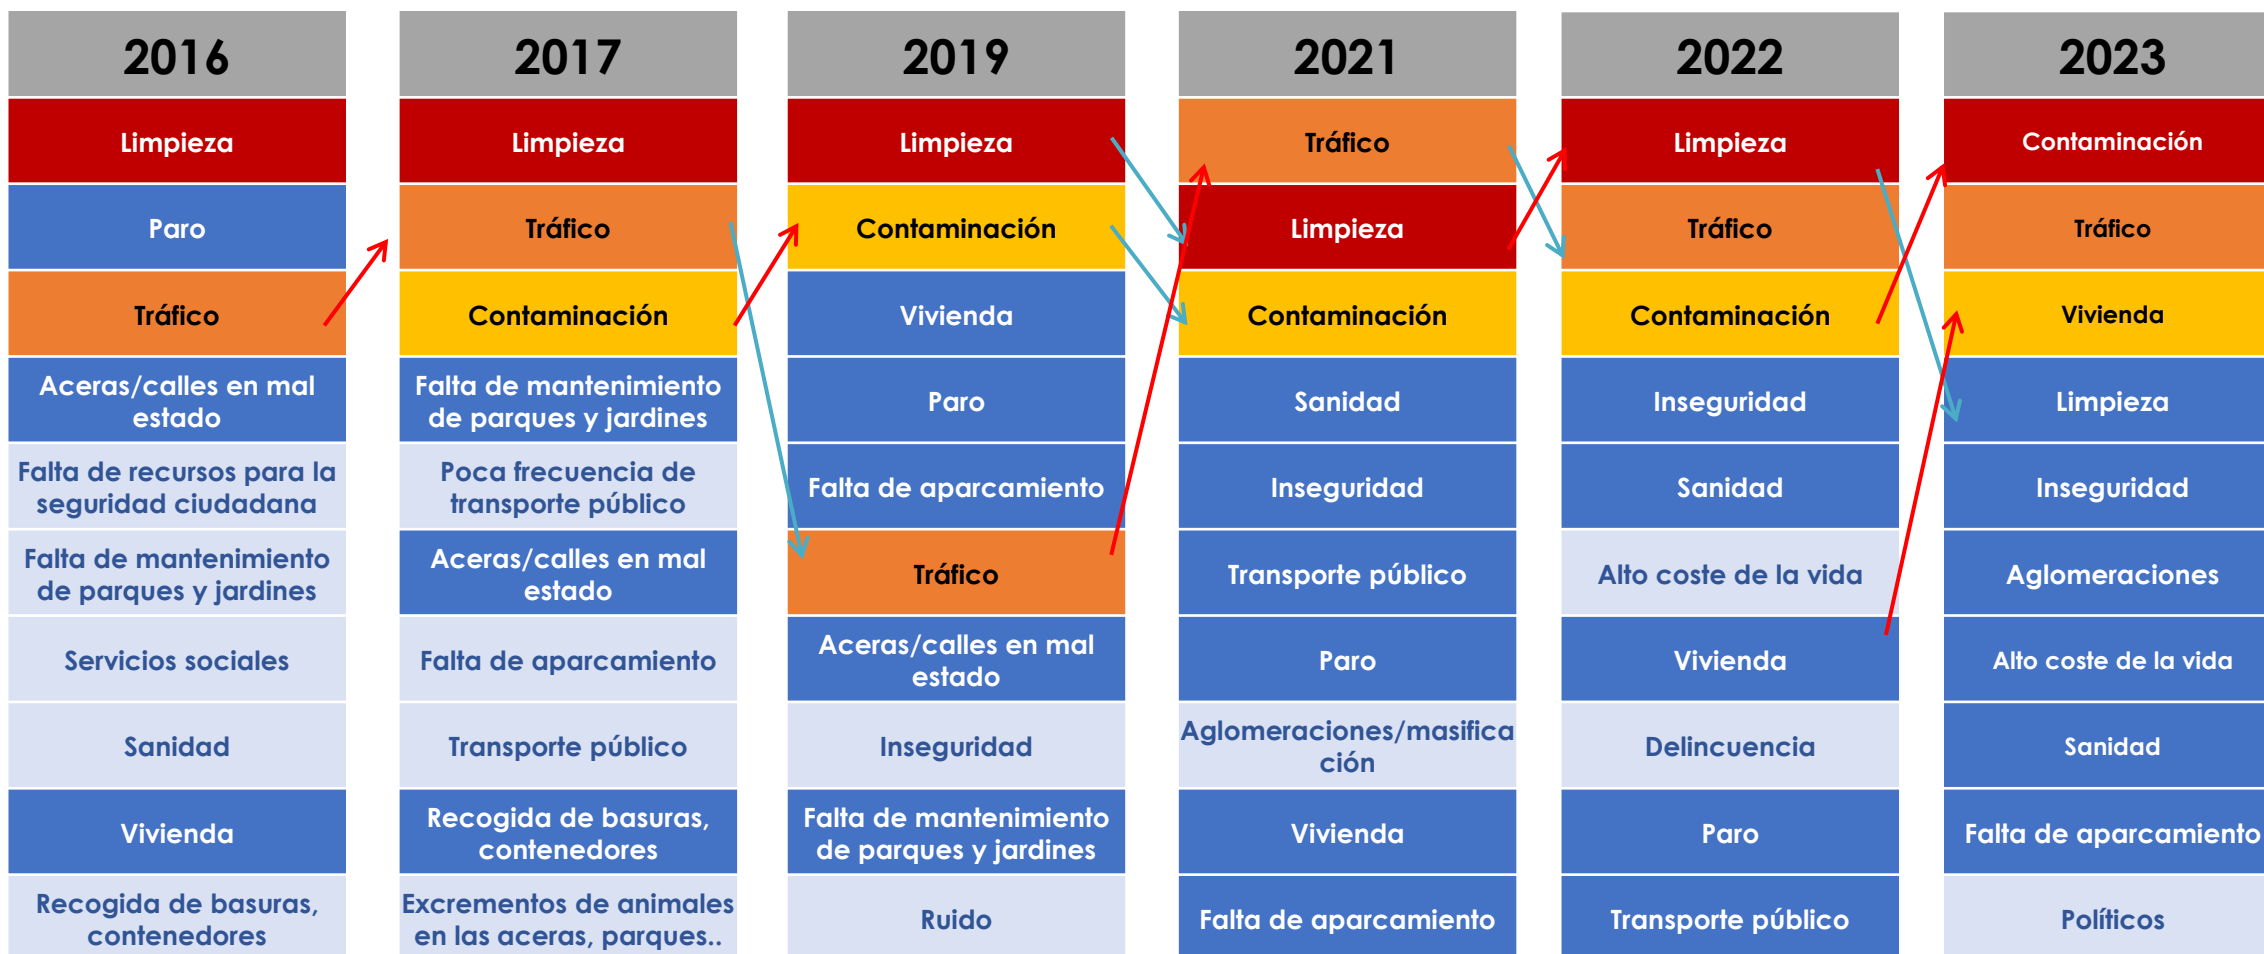 2016
Limpieza
Paro
Tráfico
Aceras/calles en mal
estado
Falta de recursos para la
seguridad ciudadana
Falta de mantenimiento
de parques y jardines
Servicios sociales
Sanidad
Vivienda
Recogida de basuras,
contenedores
2017
Limpieza
Tráfico
Contaminación
Falta de mantenimiento
de parques y jardines
Poca frecuencia de
transporte público
Aceras/calles en mal
estado
Falta de aparcamiento
Transporte público
Recogida de basuras,
contenedores
Excrementos de animales
en las aceras, parques..
2019
Limpieza
Contaminación
Vivienda
Paro
Falta de aparcamiento
Tráfico
Aceras/calles en mal
estado
Inseguridad
Falta de mantenimiento
de parques y jardines
Ruido
2021
Tráfico
Limpieza
Contaminación
Sanidad
Inseguridad
Transporte público
Paro
Aglomeraciones/masifica
ción
Vivienda
Falta de aparcamiento
2022
Limpieza
Tráfico
Contaminación
Inseguridad
Sanidad
Alto coste de la vida
Vivienda
Delincuencia
Paro
Transporte público
2023
Contaminación
Tráfico
Vivienda
Limpieza
Inseguridad
Aglomeraciones
Alto coste de la vida
Sanidad
Falta de aparcamiento
Políticos